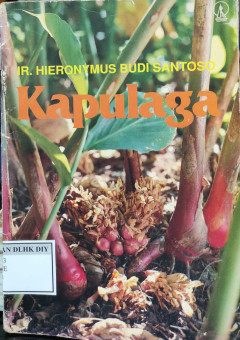 IR. HIERONYMUS BUDI SANTOSO
Kapulaga
AN DLHK DIY